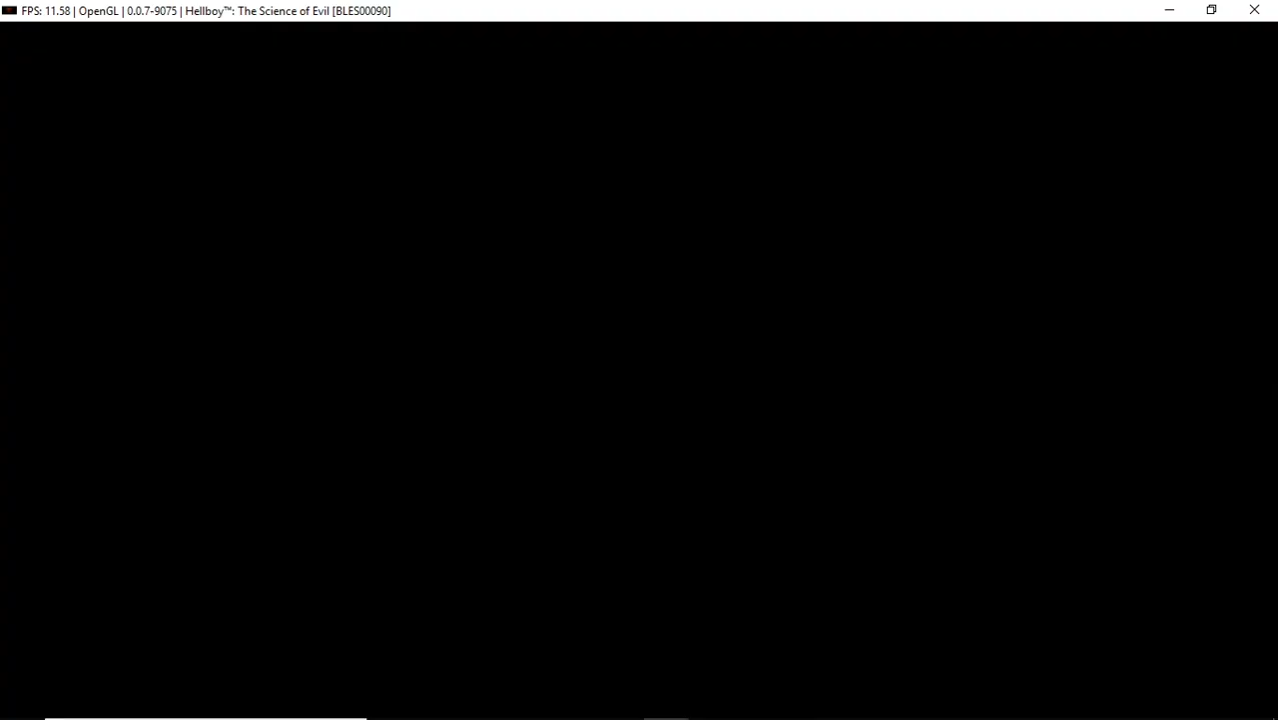 FPS: 11.58 | OpenGL | 0.0.7-9075 | Hellboy™: The Science of Evil [BLES00090]